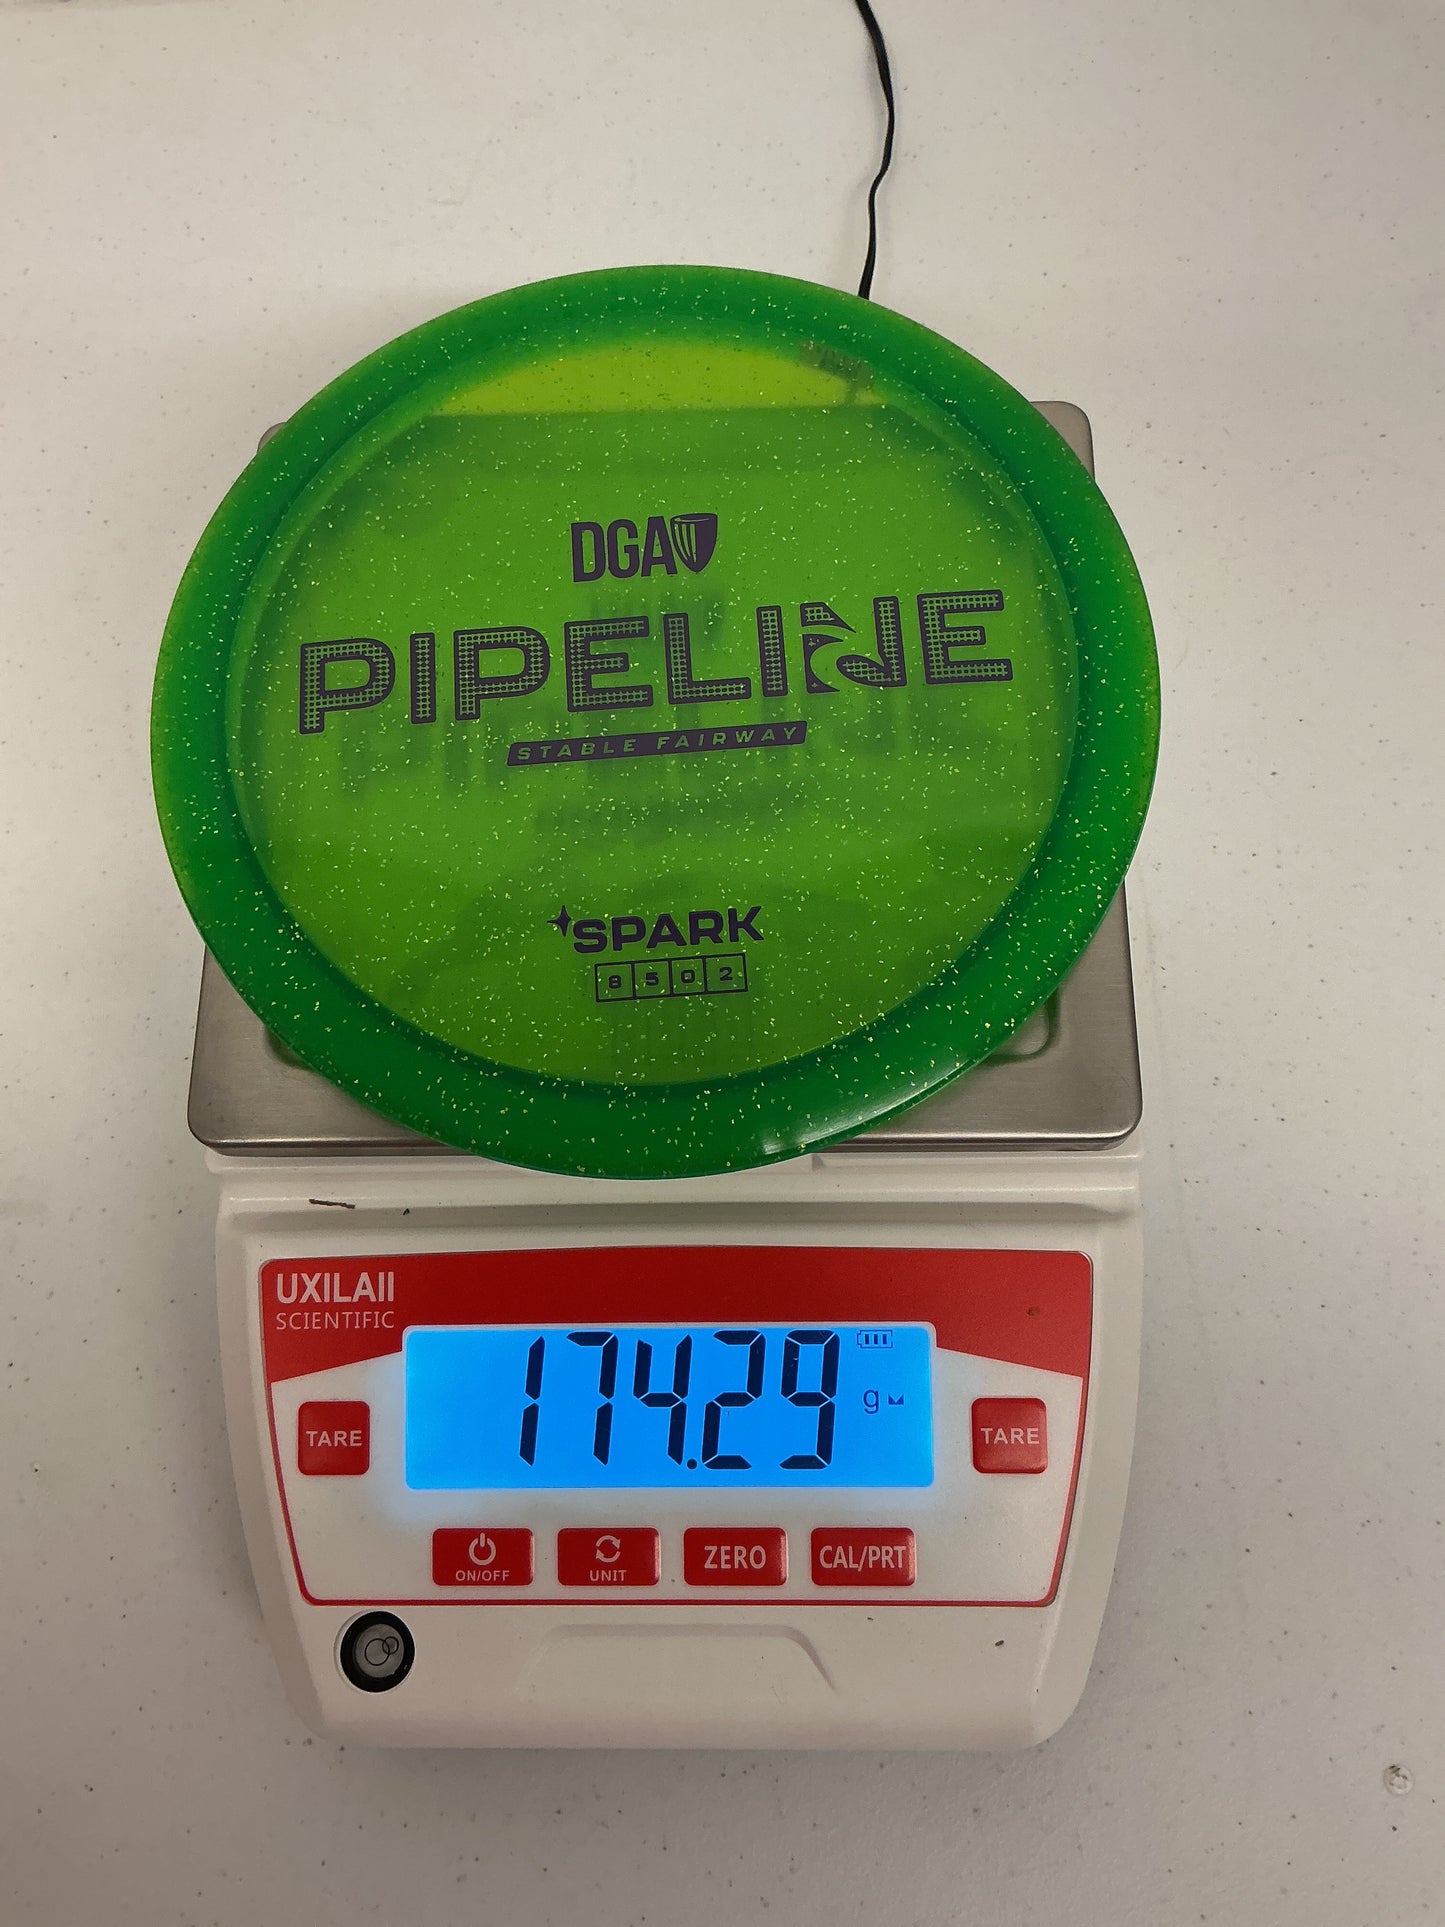 DGA
PIPELINE
STABLE FAIRWAY
SPARK
8 5 0 2
UXILAII
SCIENTIFIC
174.29 g
TARE
TARE
ON/OFF
UNIT
ZERO
CAL/PRT